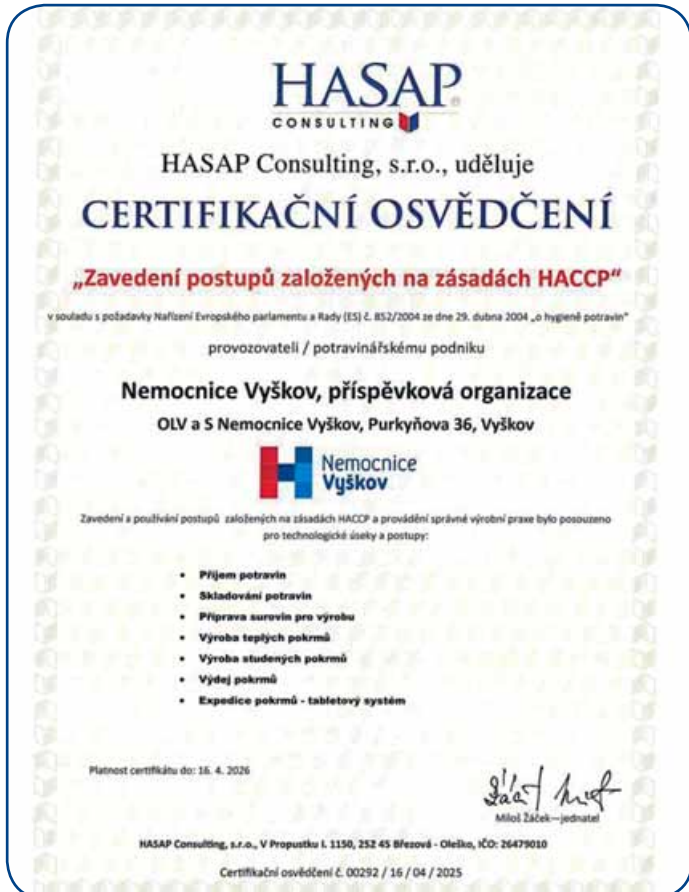 HASAP
CONSULTING
HASAP Consulting, s.r.o., uděluje
CERTIFIKAČNÍ OSVĚDČENÍ
„Zavedení postupů založených na zásadách HACCP“
v souladu s požadavky Nařízení Evropského parlamentu a Rady (ES) č. 852/2004 ze dne 29. dubna 2004 „o hygieně potravin“
provozovateli / potravinářskému podniku
Nemocnice Vyškov, příspěvková organizace
OLV a S Nemocnice Vyškov, Purkyňova 36, Vyškov
Nemocnice
Vyškov
Zavedení a používání postupů založených na zásadách HACCP a provádění správné výrobní praxe bylo posouzeno
pro technologické úseky a postupy:
• Příjem potravin
• Skladování potravin
• Příprava surovin pro výrobu
• Výroba teplých pokrmů
• Výroba studených pokrmů
• Výdej pokrmů
• Expedice pokrmů - tabletový systém
Platnost certifikátu do: 16. 4. 2026
Miloš Žáček—jednatel
HASAP Consulting, s.r.o., V Propustku I. 1150, 252 45 Březová - Oleško, IČO: 26479010
Certifikační osvědčení č. 00292 / 16 / 04 / 2025